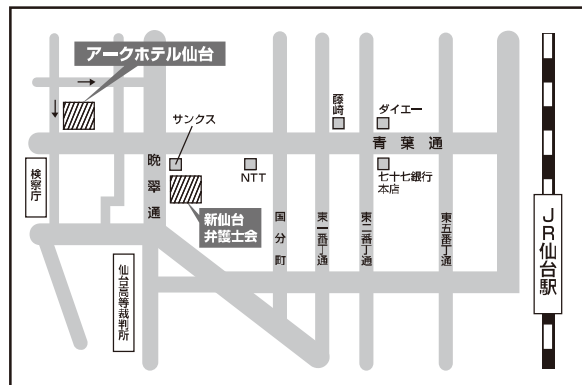 アークホテル仙台
サンクス
藤崎
ダイエー
青葉通
検察庁
晩翠通
NTT
七十七銀行
本店
新仙台
弁護士会
国分町
東一番丁通
東二番丁通
東五番丁通
JR仙台駅
仙台高等裁判所